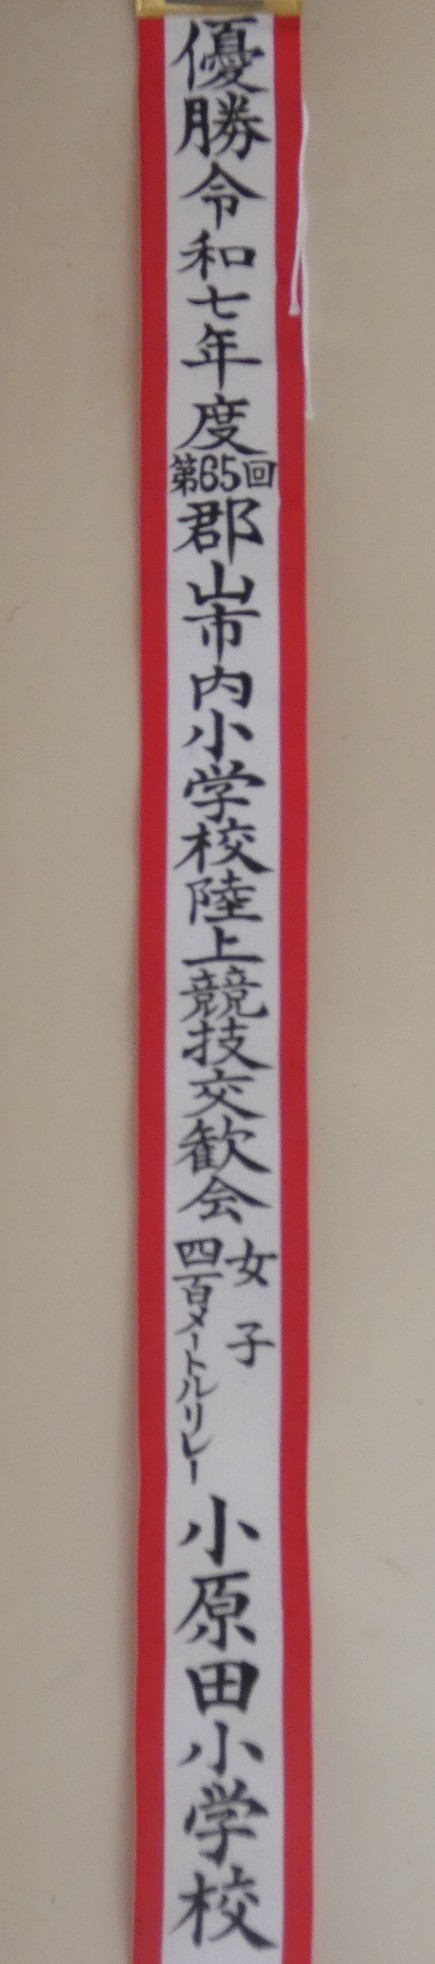 優勝令和七年度第65回郡山市内小学校陸上競技交歓会
女子
四百メートルリレー
小原田小学校